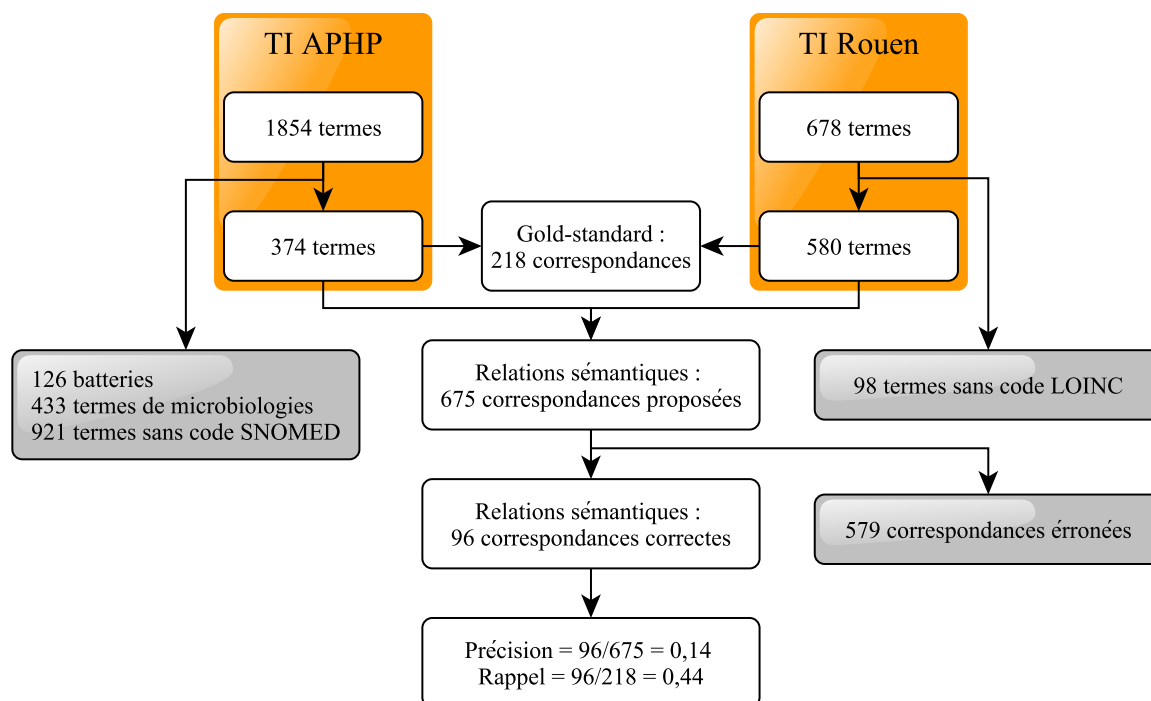 TI APHP
TI Rouen
1854 termes
678 termes
374 termes
Gold-standard :
218 correspondances
580 termes
126 batteries
433 termes de microbiologies
921 termes sans code SNOMED
Relations sémantiques :
675 correspondances proposées
98 termes sans code LOINC
Relations sémantiques :
96 correspondances correctes
579 correspondances érronées
Précision = 96/675 = 0,14
Rappel = 96/218 = 0,44